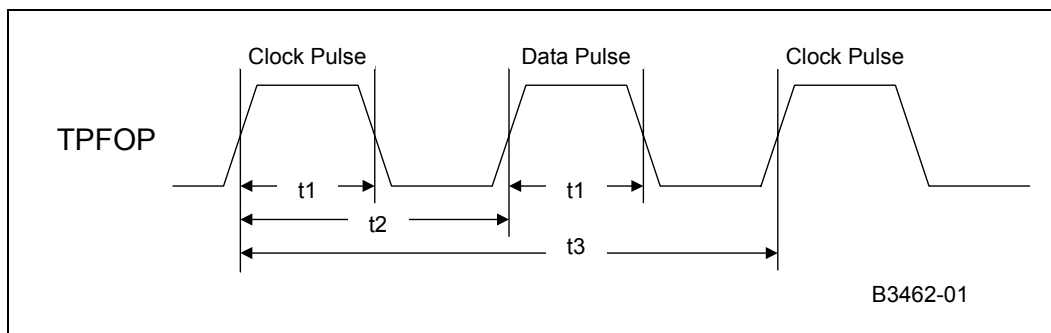 Clock Pulse Data Pulse Clock Pulse
TPFOP
t1 t1
t2
t3
B3462-01